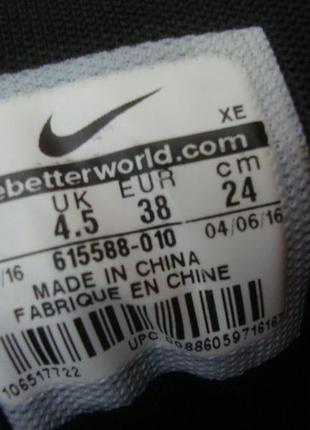 XE
ebetterworld.com
UK EUR cm
4.5 38 24
/16 615588-010 04/06/16
MADE IN CHINA
FABRIQUE EN CHINE
106517722
UPC